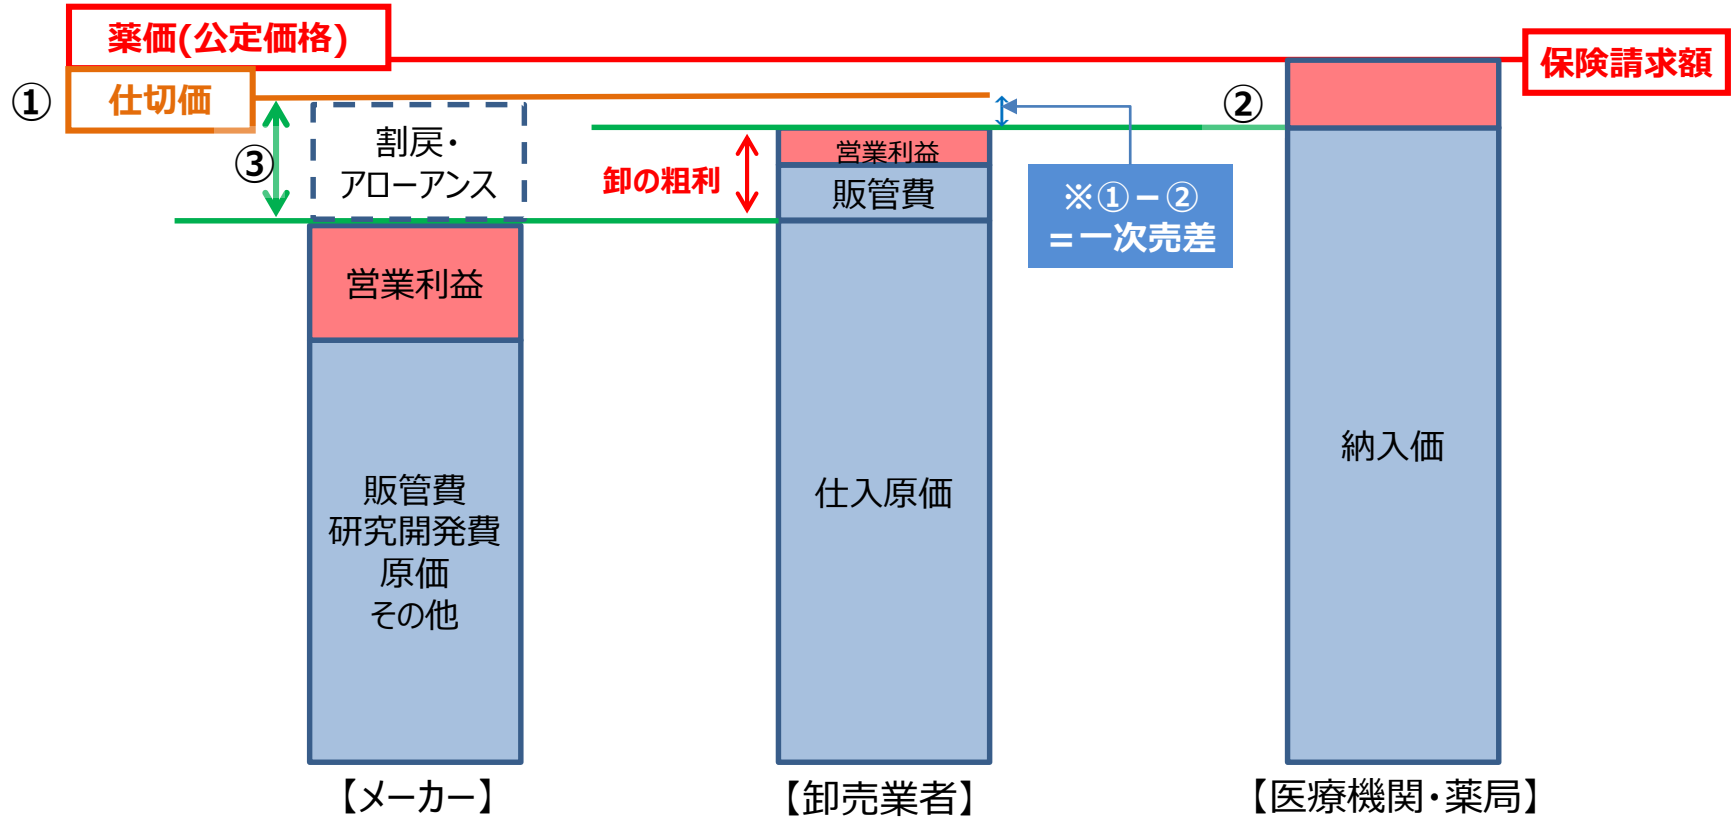 薬価(公定価格)
保険請求額
①
仕切価
②
割戻・
アローアンス
③
卸の粗利
営業利益
販管費
※①－②
＝一次売差
営業利益
販管費
研究開発費
原価
その他
仕入原価
納入価
【メーカー】
【卸売業者】
【医療機関・薬局】